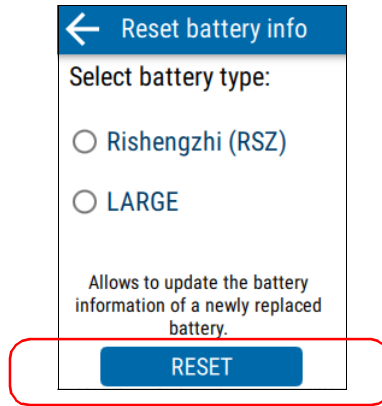 Reset battery info
Select battery type:
Rishengzhi (RSZ)
LARGE
Allows to update the battery
information of a newly replaced
battery.
RESET